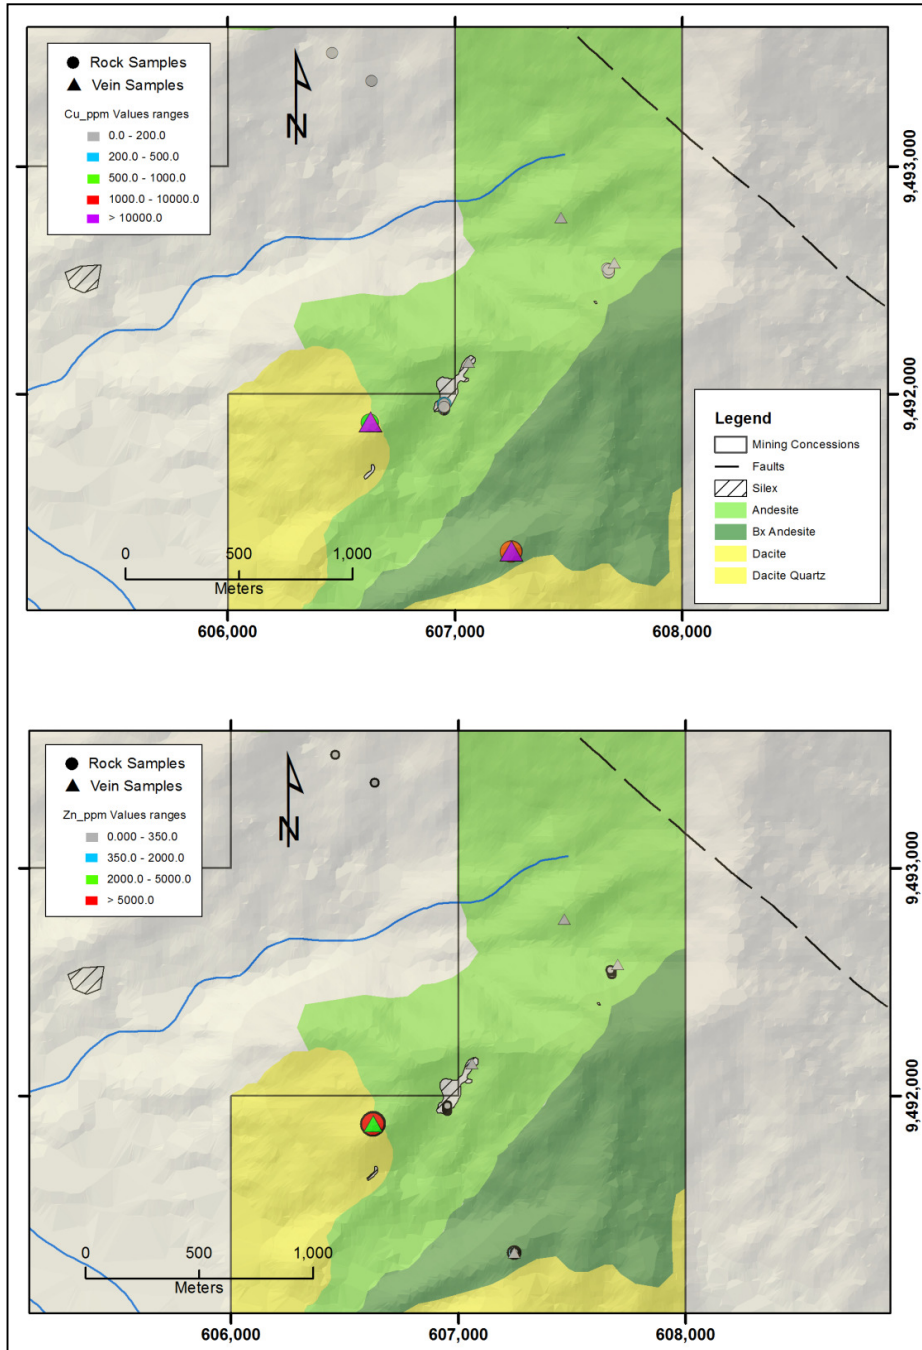 Rock Samples
Vein Samples
Cu_ppm Values ranges
0.0 - 200.0
200.0 - 500.0
500.0 - 1000.0
1000.0 - 10000.0
> 10000.0
N
9,493,000
9,492,000
Legend
Mining Concessions
Faults
Silex
Andesite
Bx Andesite
Dacite
Dacite Quartz
0 500 1,000
Meters
606,000 607,000 608,000
Rock Samples
Vein Samples
Zn_ppm Values ranges
0.000 - 350.0
350.0 - 2000.0
2000.0 - 5000.0
> 5000.0
N
9,493,000
9,492,000
0 500 1,000
Meters
606,000 607,000 608,000